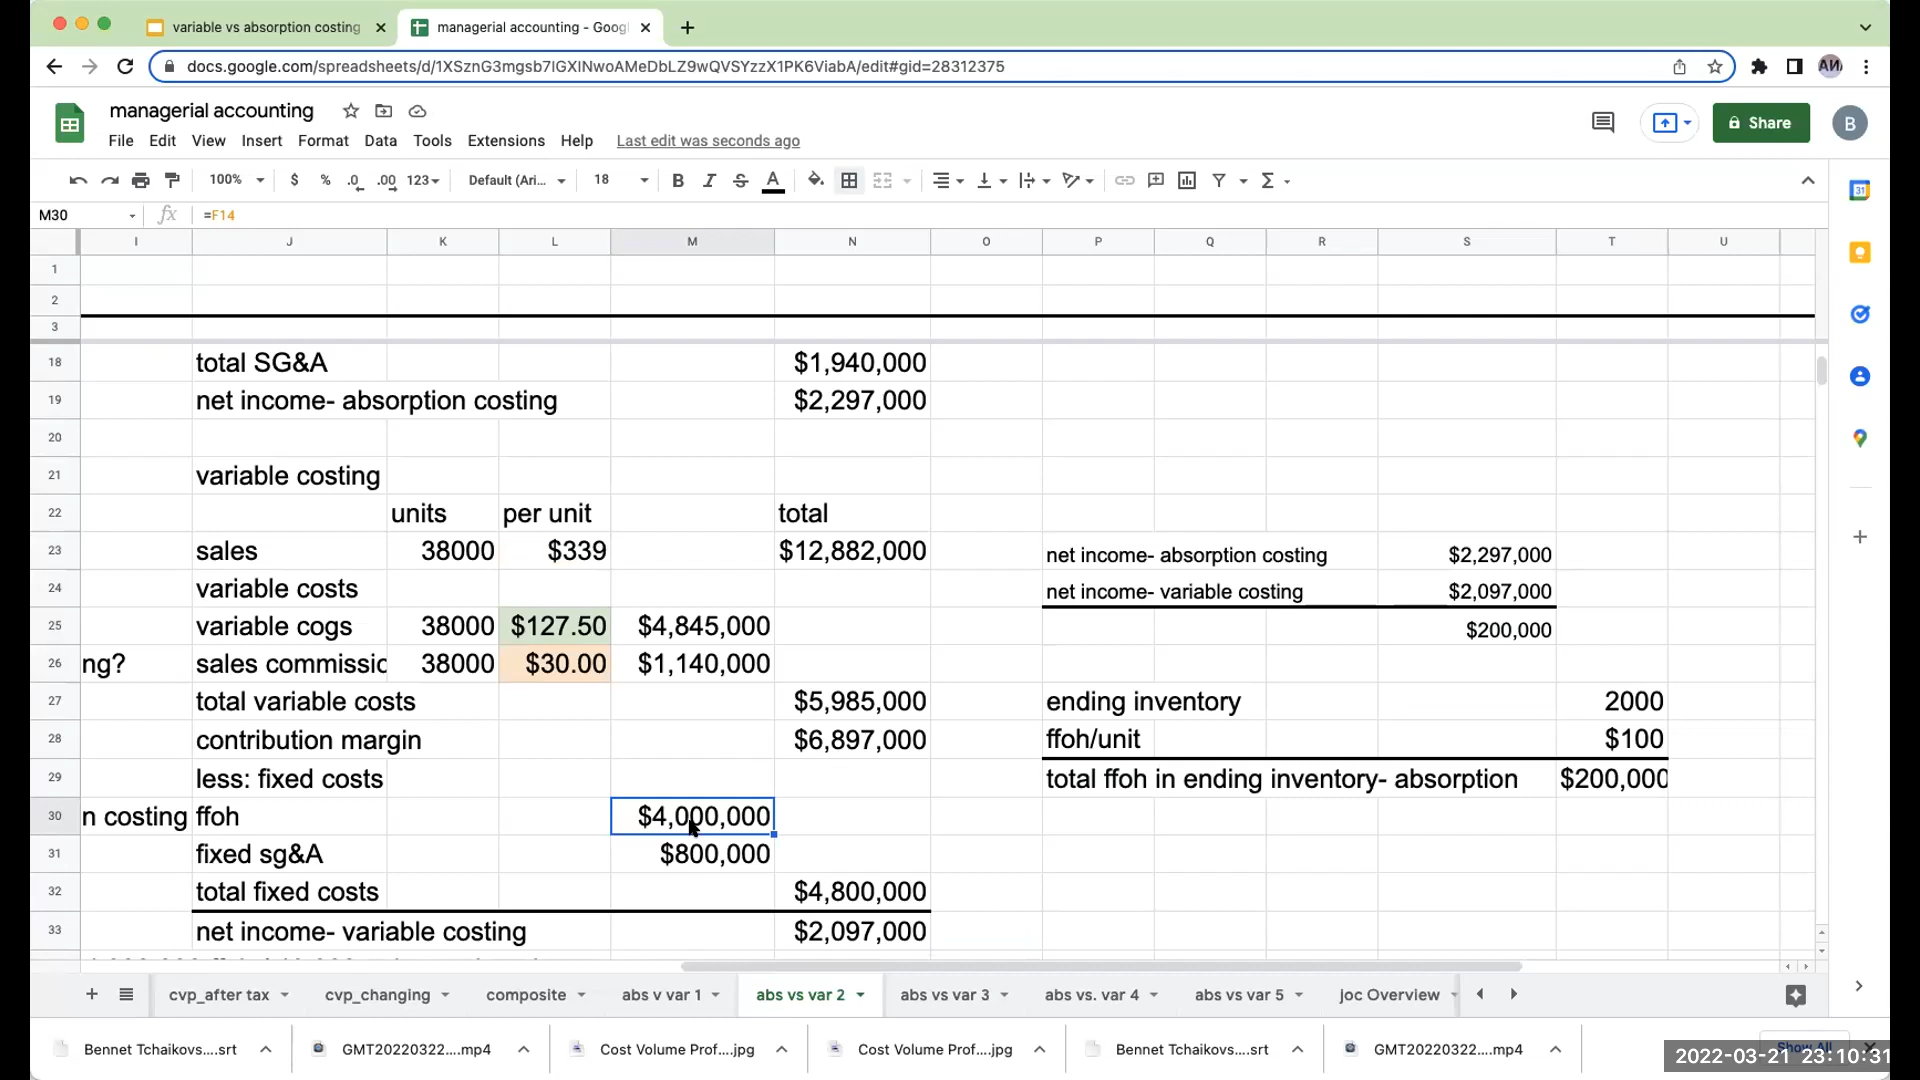 variable vs absorption costing
managerial accounting - Goog
docs.google.com/spreadsheets/d/1XSznG3mgsb7lGXlNwoAMeDbLZ9wQVSYzzX1PK6ViabA/edit#gid=28312375
managerial accounting
File Edit View Insert Format Data Tools Extensions Help Last edit was seconds ago
Share
B
100% $ % .0 .00 123 Default (Ari... 18 B I S A
M30 fx =F14
I J K L M N O P Q R S T U
1
2
3
18 total SG&A $1,940,000
19 net income- absorption costing $2,297,000
20
21 variable costing
22 units per unit total
23 sales 38000 $339 $12,882,000 net income- absorption costing $2,297,000
24 variable costs net income- variable costing $2,097,000
25 variable cogs 38000 $127.50 $4,845,000 $200,000
26 ng? sales commissic 38000 $30.00 $1,140,000
27 total variable costs $5,985,000 ending inventory 2000
28 contribution margin $6,897,000 ffoh/unit $100
29 less: fixed costs total ffoh in ending inventory- absorption $200,000
30 n costing ffoh $4,000,000
31 fixed sg&A $800,000
32 total fixed costs $4,800,000
33 net income- variable costing $2,097,000
cvp_after tax cvp_changing composite abs v var 1 abs vs var 2 abs vs var 3 abs vs. var 4 abs vs var 5 joc Overview
Bennet Tchaikovs....srt GMT20220322....mp4 Cost Volume Prof....jpg Cost Volume Prof....jpg Bennet Tchaikovs....srt GMT20220322....mp4 Show All
2022-03-21 23:10:31